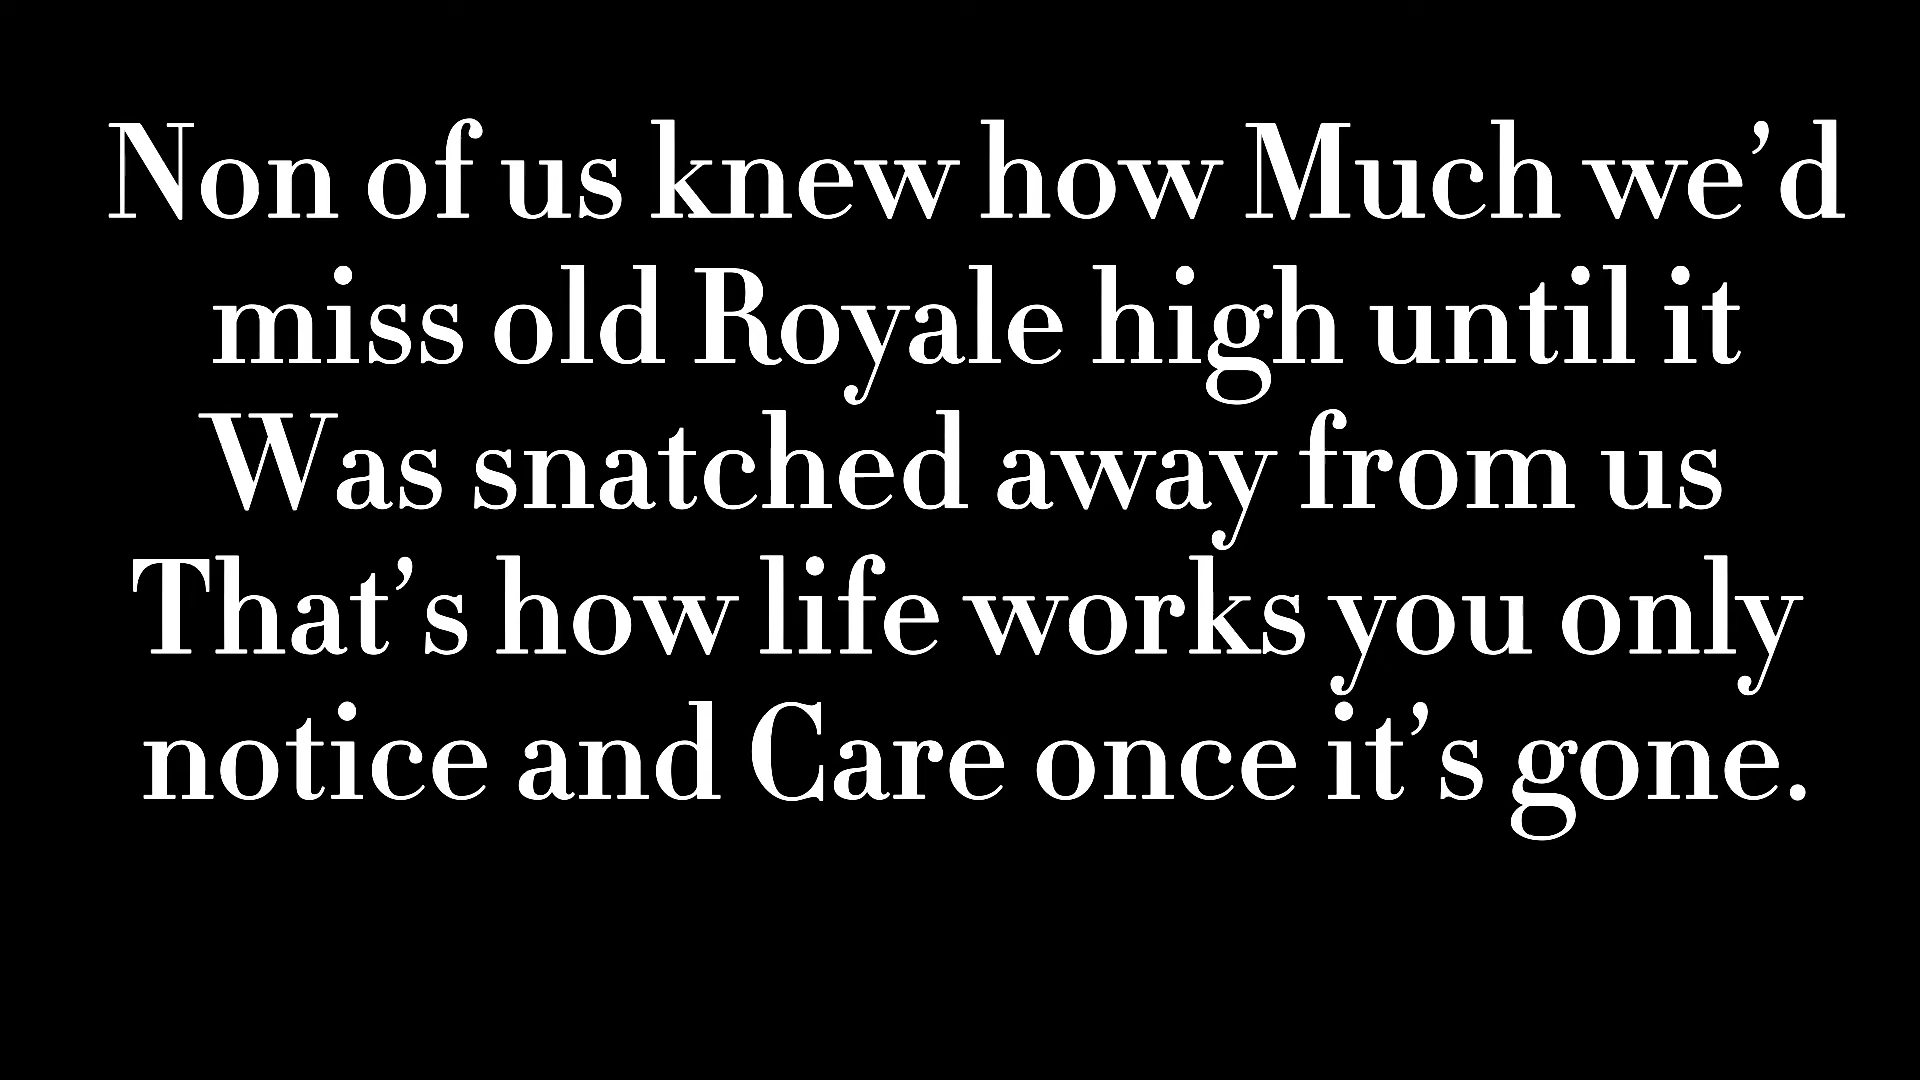 Non of us knew how Much we’d
miss old Royale high until it
Was snatched away from us
That’s how life works you only
notice and Care once it’s gone.